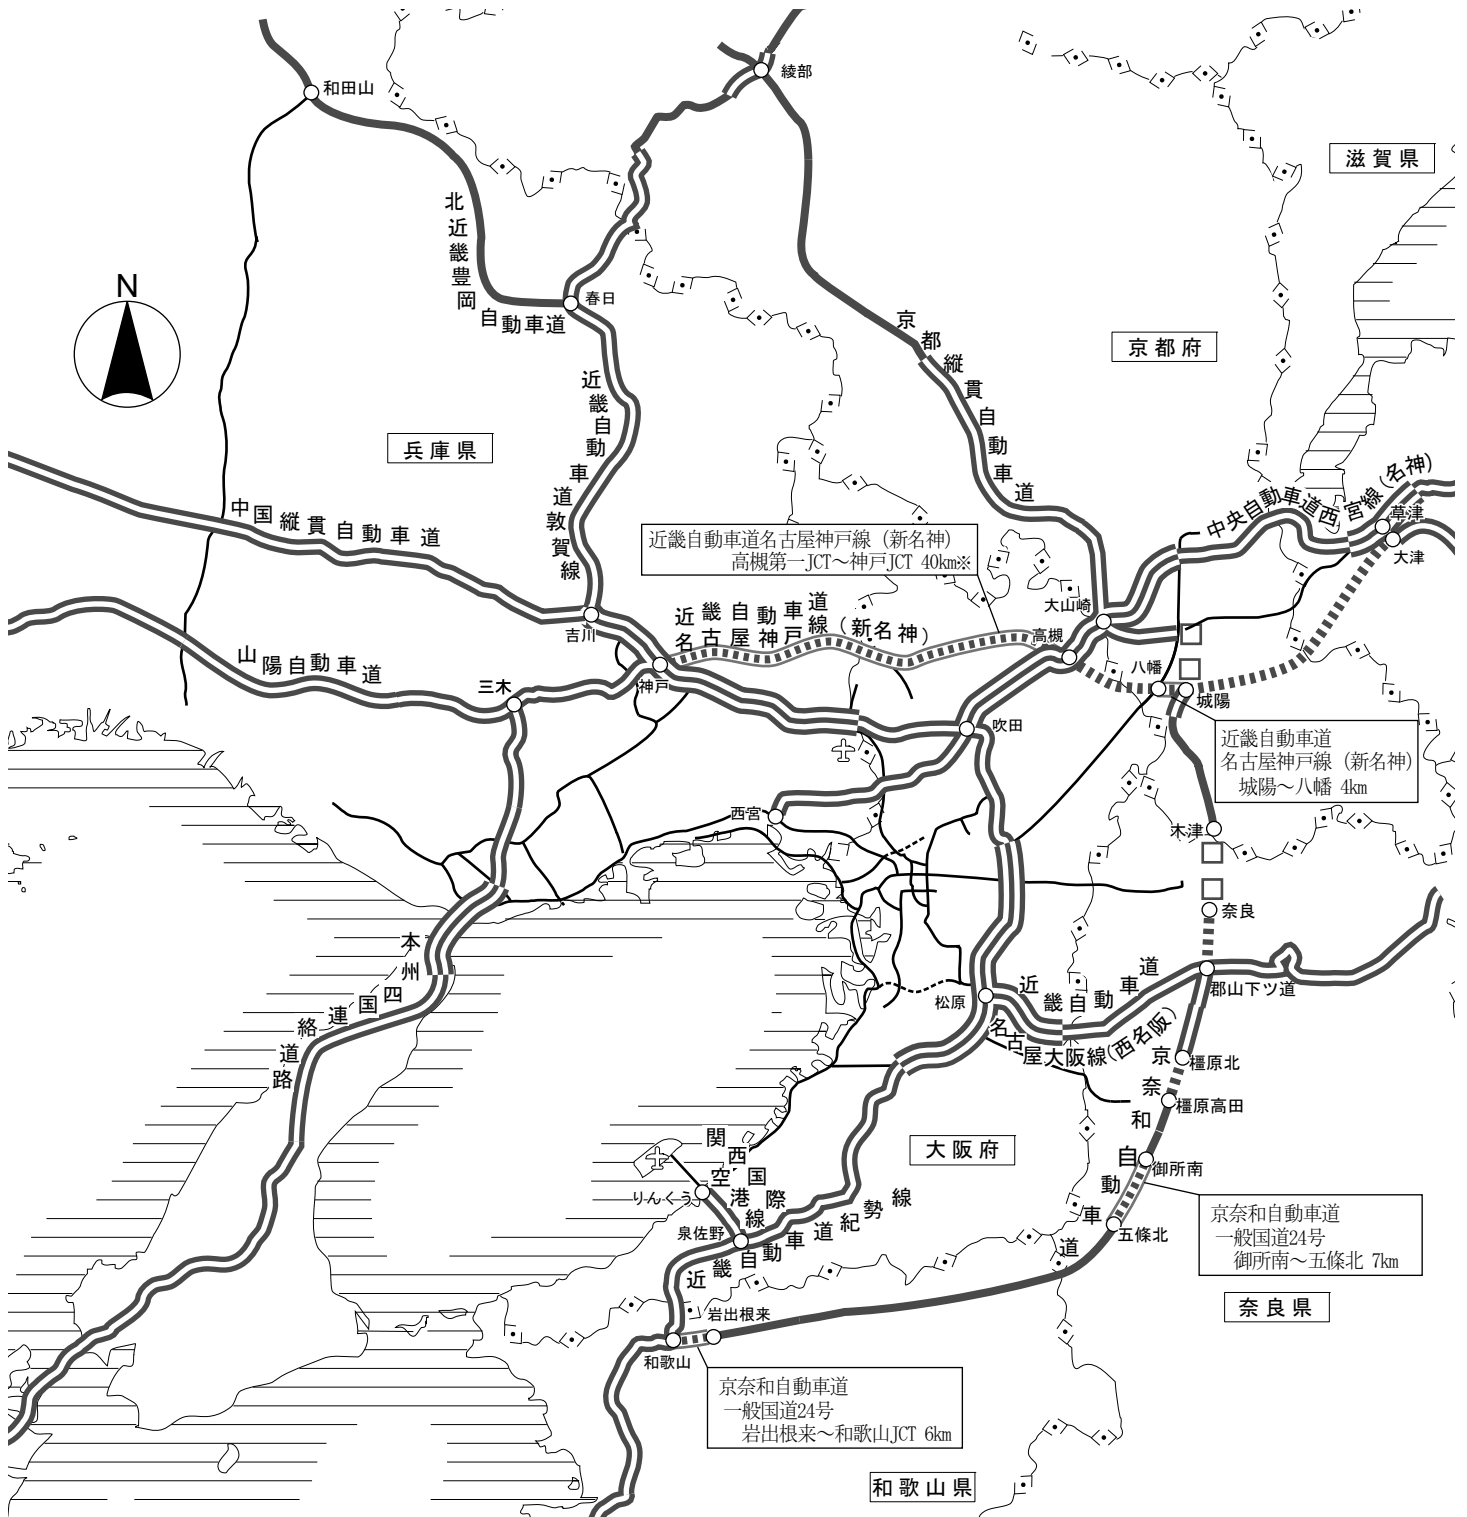 綾部
和田山
滋賀県
北近畿豊岡自動車道
N
春日
京都府
京都縦貫自動車道
近畿自動車道敦賀線
兵庫県
中央自動車道西宮線(名神)
中国縦貫自動車道
草津
大津
近畿自動車道名古屋神戸線（新名神）
高槻第一JCT～神戸JCT 40km※
大山崎
吉川
近畿自動車道
名古屋神戸線(新名神)
高槻
山陽自動車道
神戸
三木
八幡
城陽
吹田
近畿自動車道
名古屋神戸線（新名神）
城陽～八幡 4km
西宮
木津
奈良
本州四国連絡道路
松原
近畿自動車道
名古屋大阪線(西名阪)
郡山下ツ道
橿原北
京奈和自動車道
橿原高田
大阪府
関西国際空港線
御所南
りんくう
泉佐野
近畿自動車道紀勢線
五條北
京奈和自動車道
一般国道24号
御所南～五條北 7km
奈良県
岩出根来
和歌山
京奈和自動車道
一般国道24号
岩出根来～和歌山JCT 6km
和歌山県